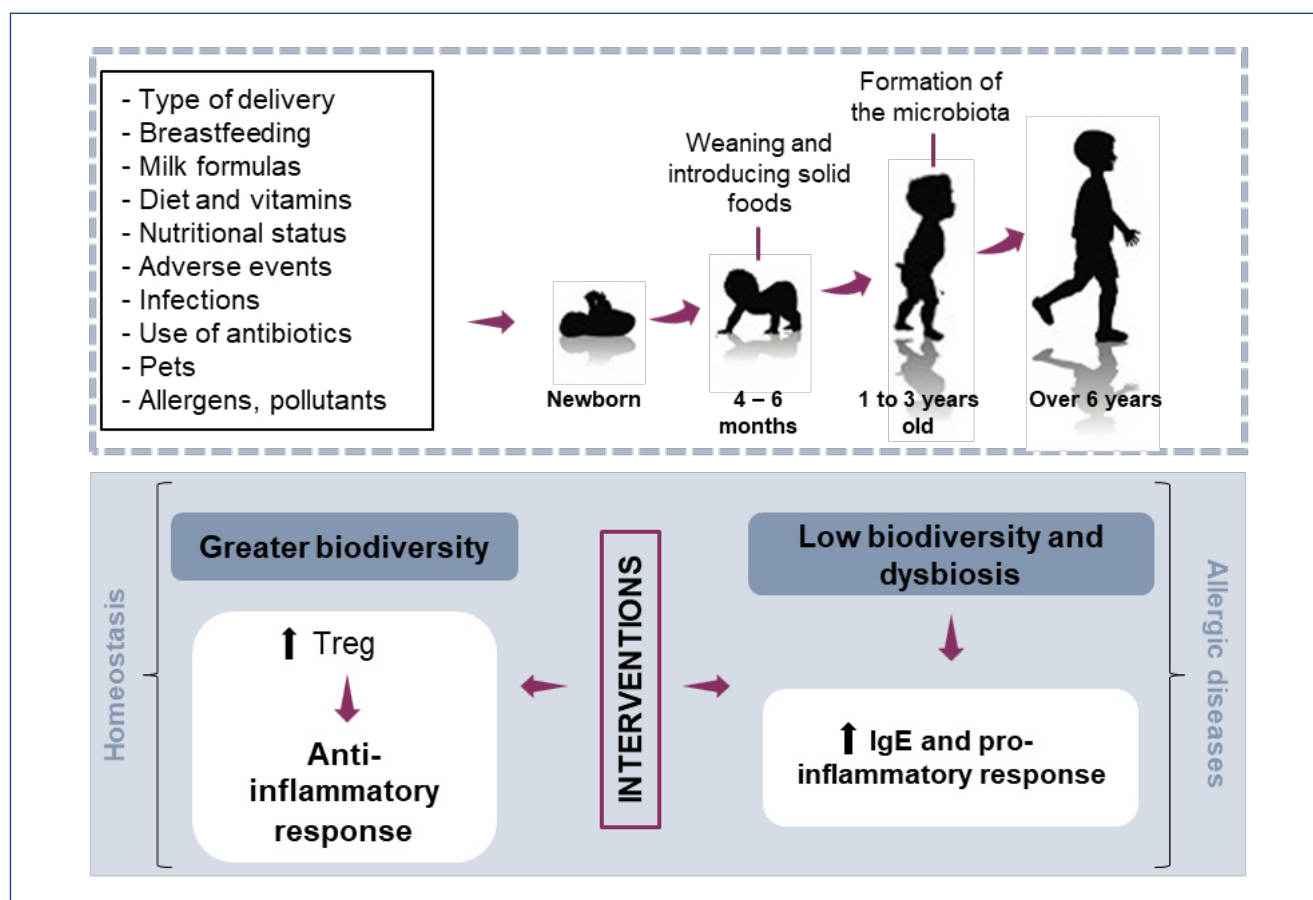 - Type of delivery
- Breastfeeding
- Milk formulas
- Diet and vitamins
- Nutritional status
- Adverse events
- Infections
- Use of antibiotics
- Pets
- Allergens, pollutants
Newborn
Weaning and
introducing solid
foods
4 – 6
months
Formation of
the microbiota
1 to 3 years
old
Over 6 years
Homeostasis
Greater biodiversity
⬆ Treg
Anti-
inflammatory
response
INTERVENTIONS
Low biodiversity and
dysbiosis
⬆ IgE and pro-
inflammatory response
Allergic diseases